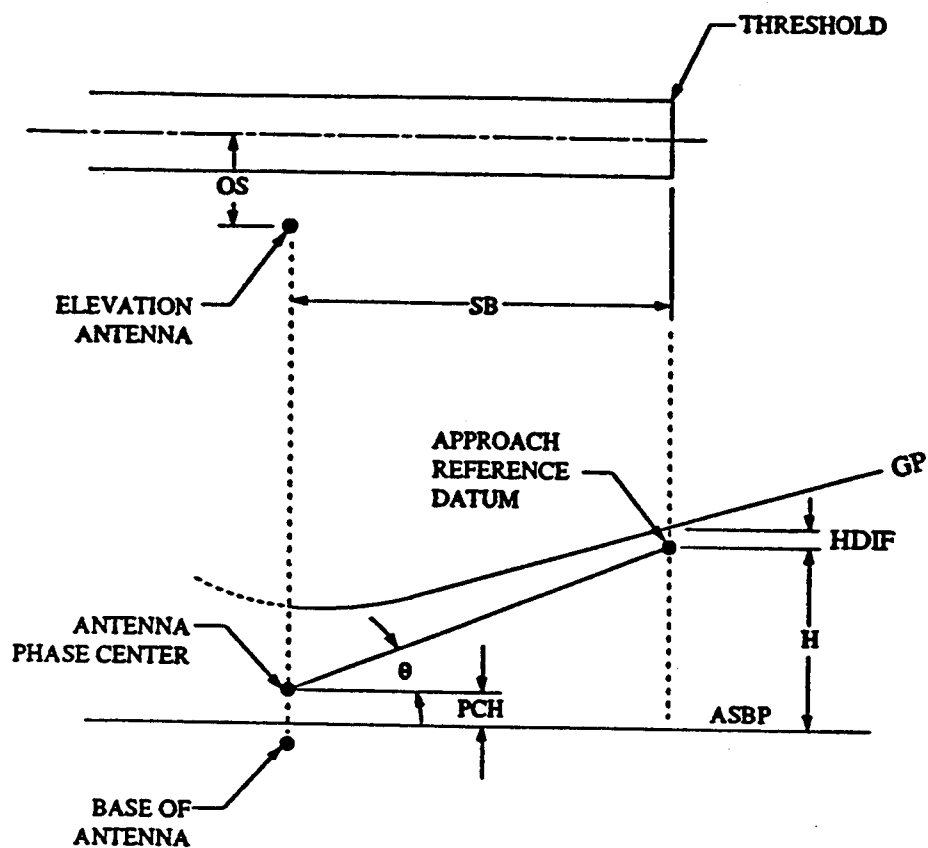 THRESHOLD
OS
ELEVATION
ANTENNA
SB
APPROACH
REFERENCE
DATUM
GP
HDIF
ANTENNA
PHASE CENTER
θ
PCH
H
ASBP
BASE OF
ANTENNA